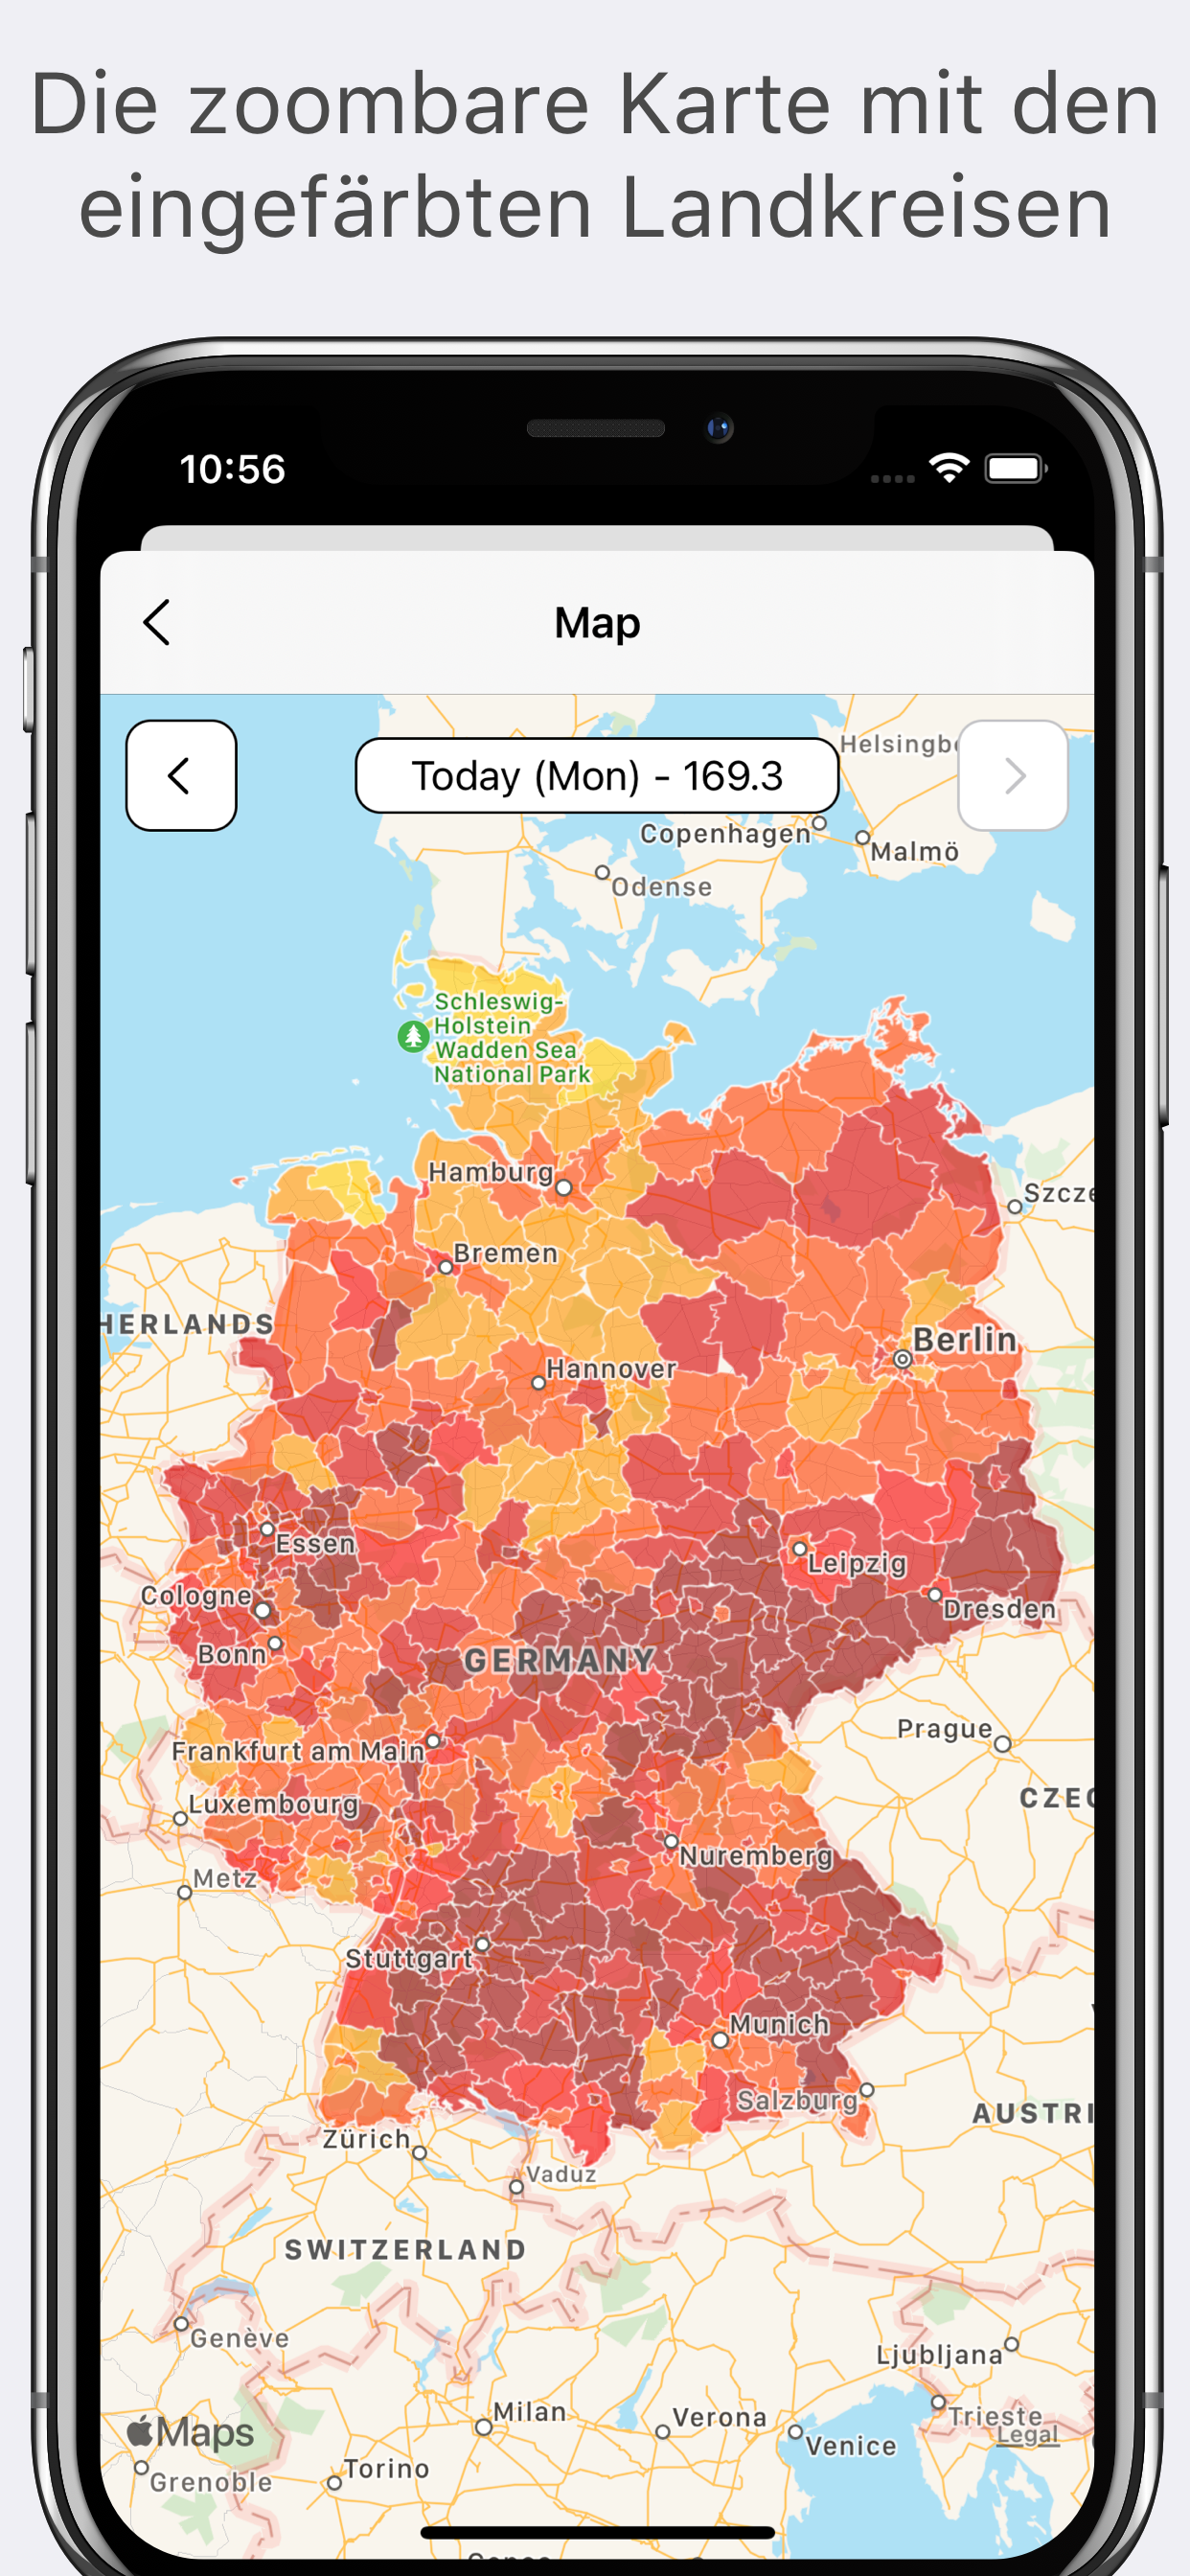 Die zoombare Karte mit den
eingefärbten Landkreisen
10:56
Map
Today (Mon) - 169.3
Helsingb
Copenhagen
Malmö
Odense
Schleswig-
Holstein
Wadden Sea
National Park
Hamburg
Szcze
Bremen
HERLANDS
Berlin
Hannover
Essen
Leipzig
Cologne
Dresden
Bonn
GERMANY
Prague
Frankfurt am Main
CZEC
Luxembourg
Nuremberg
Metz
Stuttgart
Munich
Salzburg
AUSTRI
Zürich
Vaduz
SWITZERLAND
Genève
Ljubljana
Milan
Verona
Trieste
Maps
Legal
Venice
Torino
Grenoble